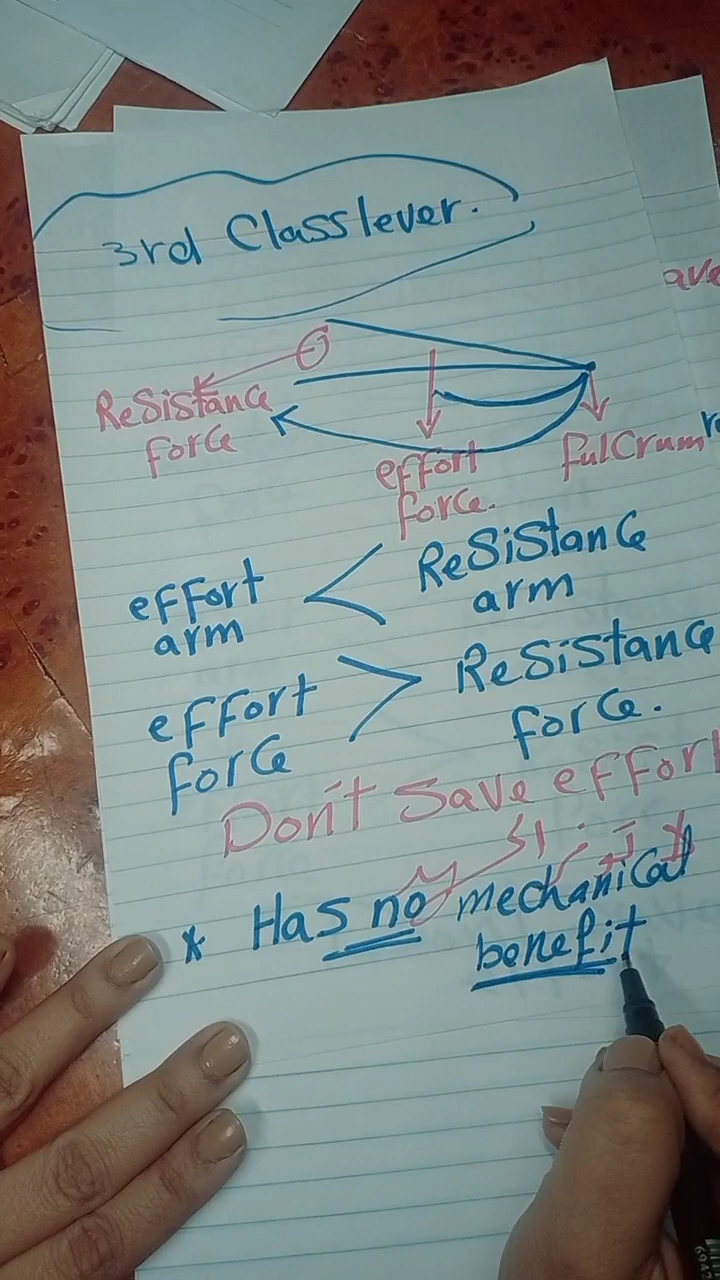 3rd Class lever.
ave
Resistance
force
effort
force.
fulcrum
effort
arm
<
Resistance
arm
effort
force
>
Resistance
force.
Don't Save effort
* Has no mechanical
benefit